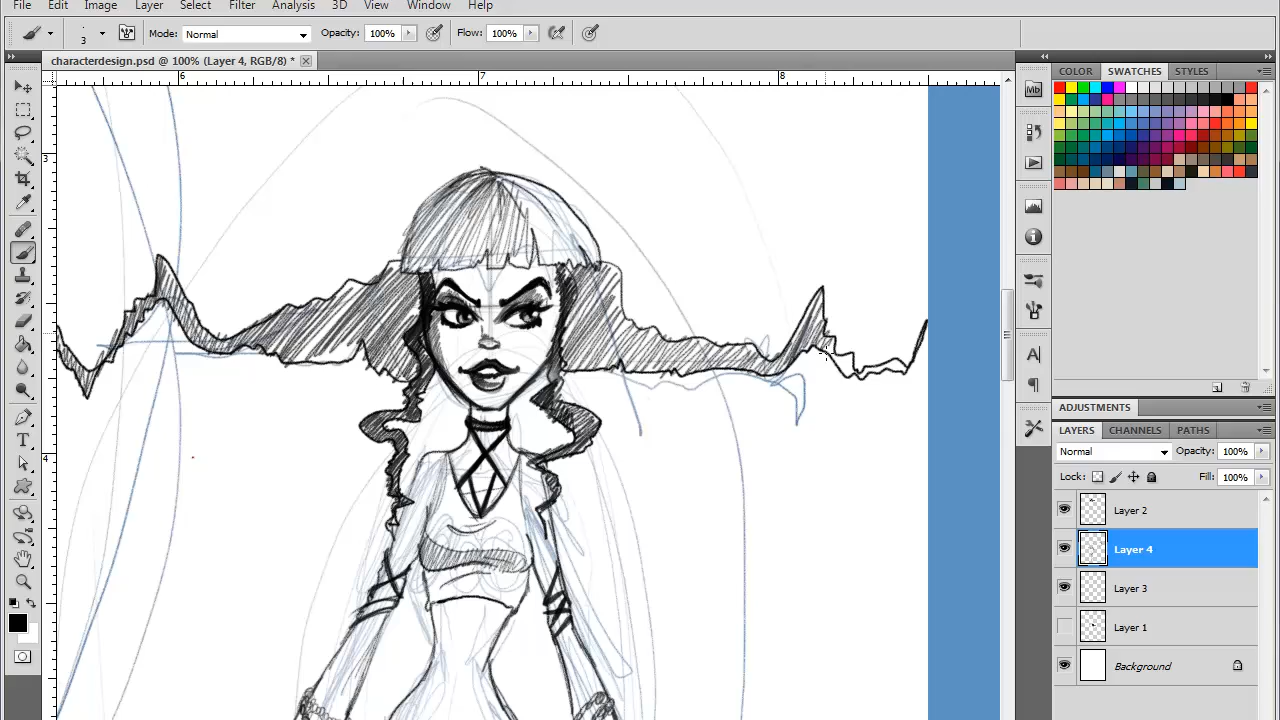 File Edit Image Layer Select Filter Analysis 3D View Window Help
3 Mode: Normal Opacity: 100% Flow: 100%
characterdesign.psd @ 100% (Layer 4, RGB/8) *
6 7 8
3
4
COLOR SWATCHES STYLES
Mb
A
ADJUSTMENTS
LAYERS CHANNELS PATHS
Normal Opacity: 100%
Lock: Fill: 100%
Layer 2
Layer 4
Layer 3
Layer 1
Background
T